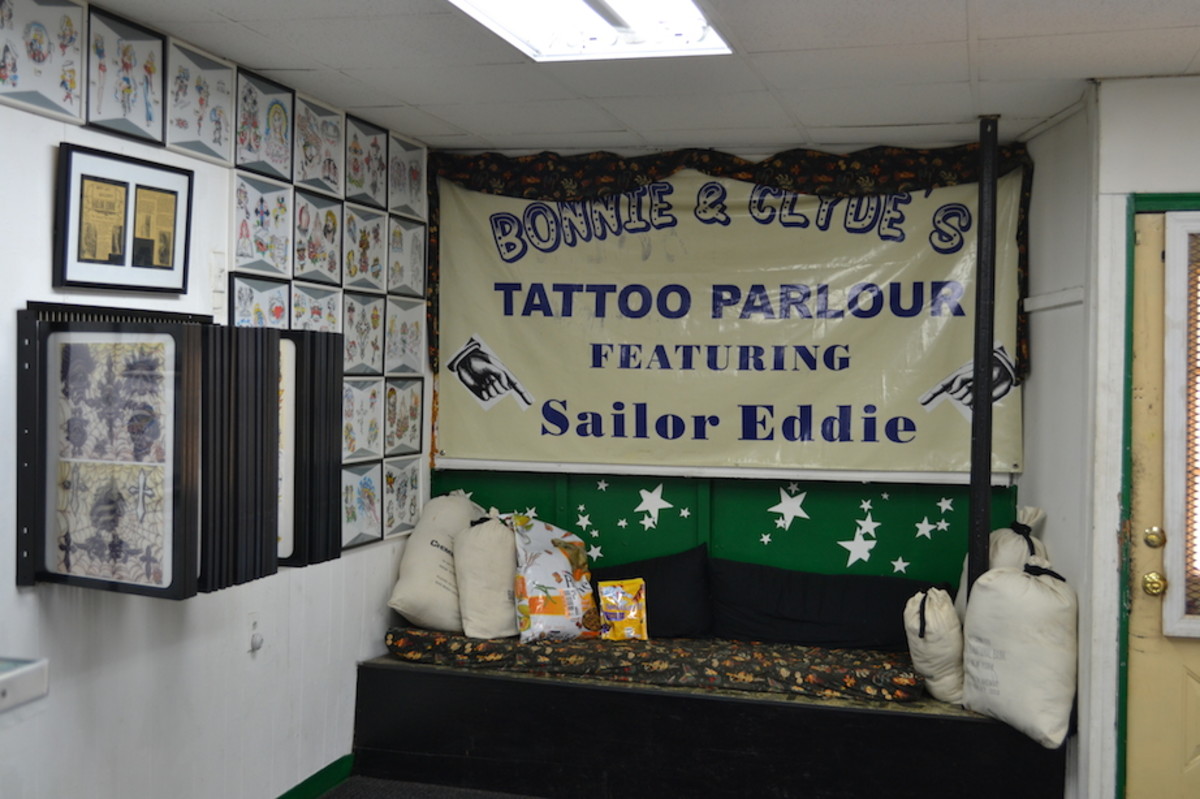 BONNIE & CLYDE'S
TATTOO PARLOUR
FEATURING
Sailor Eddie